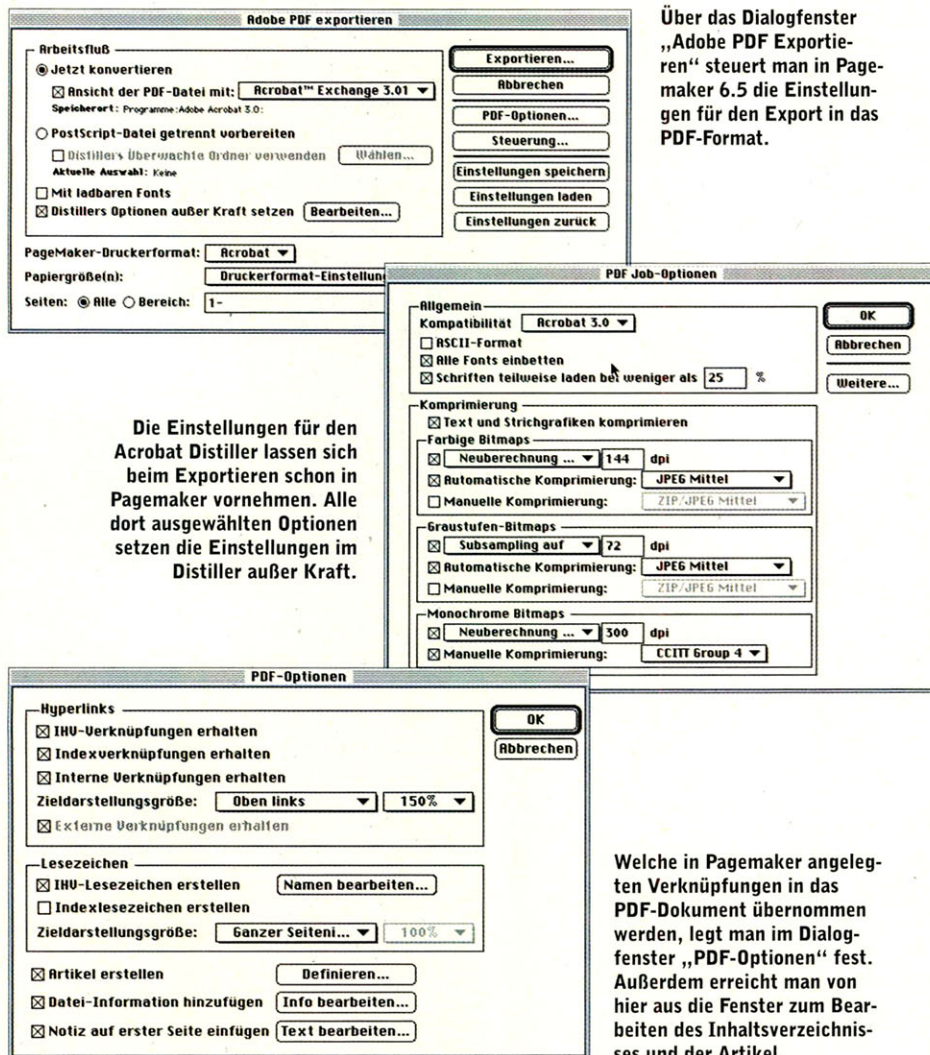 Adobe PDF exportieren
Arbeitsfluß
Jetzt konvertieren
Ansicht der PDF-Datei mit: Acrobat™ Exchange 3.01
Speicherort: Programme:Adobe Acrobat 3.0:
PostScript-Datei getrennt vorbereiten
Distillers Überwachte Ordner verwenden Wählen...
Aktuelle Auswahl: Keine
Mit ladbaren Fonts
Distillers Optionen außer Kraft setzen Bearbeiten...
PageMaker-Druckerformat: Acrobat
Papiergröße(n): Druckerformat-Einstellun
Seiten: Alle Bereich: 1-
Exportieren...
Abbrechen
PDF-Optionen...
Steuerung...
Einstellungen speichern
Einstellungen laden
Einstellungen zurück
Über das Dialogfenster
„Adobe PDF Exportie-
ren“ steuert man in Page-
maker 6.5 die Einstellun-
gen für den Export in das
PDF-Format.
PDF Job-Optionen
Allgemein
Kompatibilität Acrobat 3.0
ASCII-Format
Alle Fonts einbetten
Schriften teilweise laden bei weniger als 25 %
Komprimierung
Text und Strichgrafiken komprimieren
Farbige Bitmaps
Neuberechnung ... 144 dpi
Automatische Komprimierung: JPEG Mittel
Manuelle Komprimierung: ZIP/JPEG Mittel
Graustufen-Bitmaps
Subsampling auf 72 dpi
Automatische Komprimierung: JPEG Mittel
Manuelle Komprimierung: ZIP/JPEG Mittel
Monochrome Bitmaps
Neuberechnung ... 300 dpi
Manuelle Komprimierung: CCITT Group 4
OK
Abbrechen
Weitere...
Die Einstellungen für den
Acrobat Distiller lassen sich
beim Exportieren schon in
Pagemaker vornehmen. Alle
dort ausgewählten Optionen
setzen die Einstellungen im
Distiller außer Kraft.
PDF-Optionen
Hyperlinks
IHV-Verknüpfungen erhalten
Indexverknüpfungen erhalten
Interne Verknüpfungen erhalten
Zieldarstellungsgröße: Oben links 150%
Externe Verknüpfungen erhalten
Lesezeichen
IHV-Lesezeichen erstellen Namen bearbeiten...
Indexlesezeichen erstellen
Zieldarstellungsgröße: Ganzer Seiteni... 100%
Artikel erstellen Definieren...
Datei-Information hinzufügen Info bearbeiten...
Notiz auf erster Seite einfügen Text bearbeiten...
OK
Abbrechen
Welche in Pagemaker angeleg-
ten Verknüpfungen in das
PDF-Dokument übernommen
werden, legt man im Dialog-
fenster „PDF-Optionen“ fest.
Außerdem erreicht man von
hier aus die Fenster zum Bear-
beiten des Inhaltsverzeichnis-
ses und der Artikel